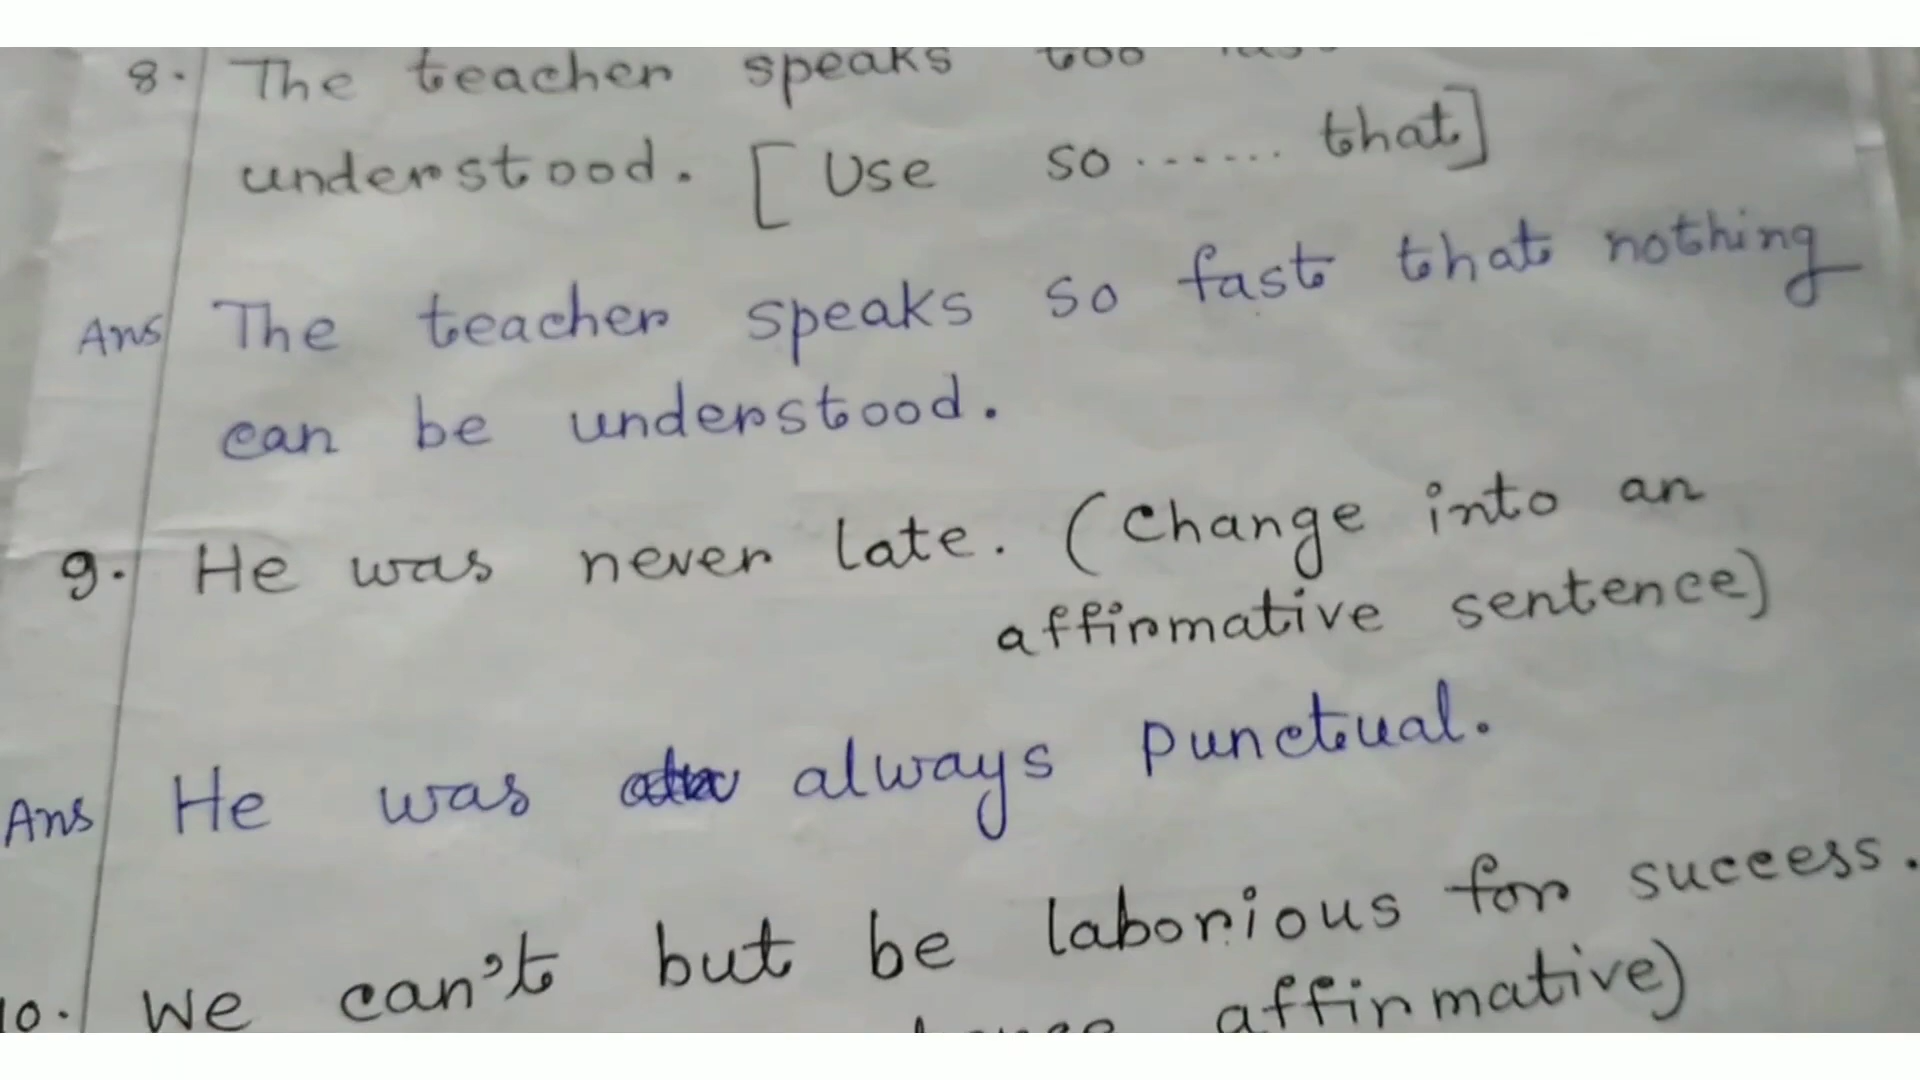 8. The teacher speaks too
understood. [Use so ...... that]
Ans The teacher speaks so fast that nothing
can be understood.
9. He was never late. (Change into an
affirmative sentence)
Ans He was always punctual.
10. We can't but be laborious for success.
affirmative)